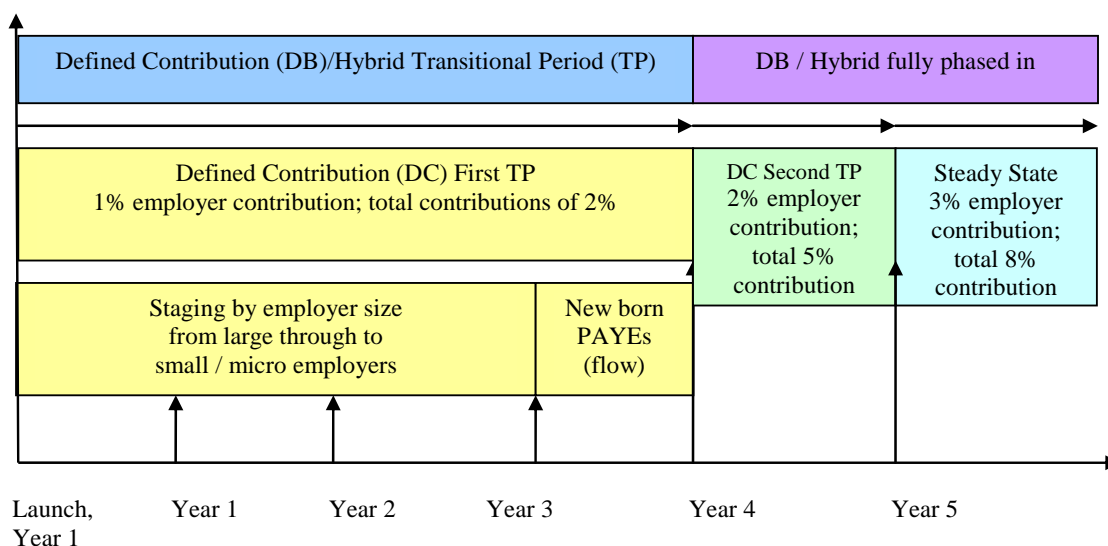 Defined Contribution (DB)/Hybrid Transitional Period (TP)
DB / Hybrid fully phased in
Defined Contribution (DC) First TP
1% employer contribution; total contributions of 2%
DC Second TP
2% employer
contribution;
total 5%
contribution
Steady State
3% employer
contribution;
total 8%
contribution
Staging by employer size
from large through to
small / micro employers
New born
PAYEs
(flow)
Launch,
Year 1
Year 1
Year 2
Year 3
Year 4
Year 5